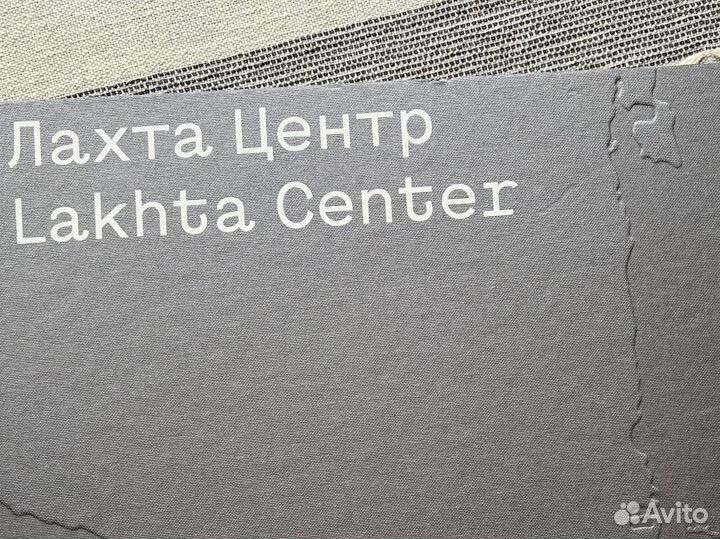 Лахта Центр
Lakhta Center
Avito